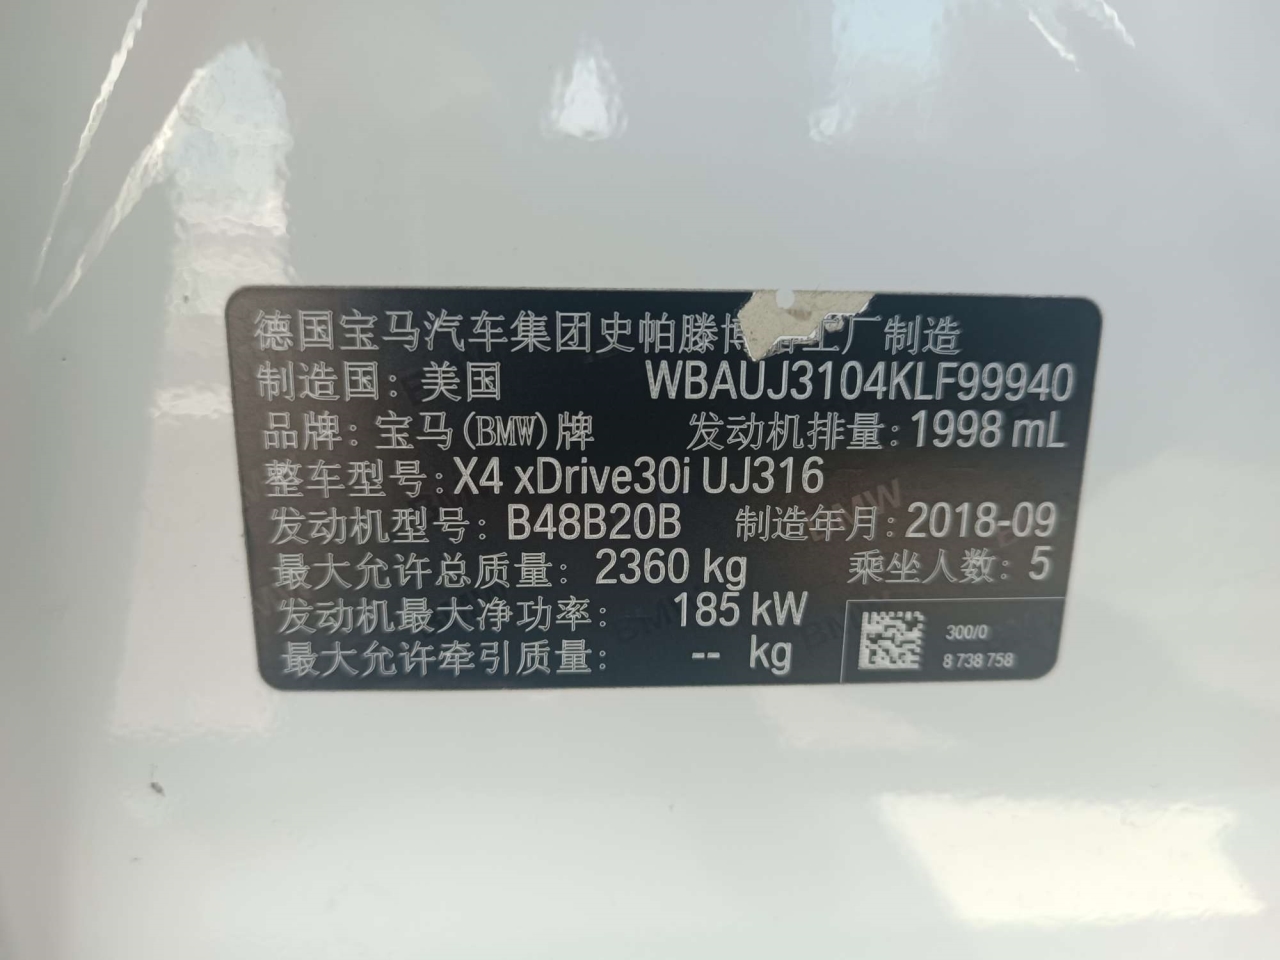 德国宝马汽车集团史帕滕博格工厂制造
制造国: 美国 WBAUJ3104KLF99940
品牌: 宝马(BMW)牌 发动机排量: 1998 mL
整车型号: X4 xDrive30i UJ316
发动机型号: B48B20B 制造年月: 2018-09
最大允许总质量: 2360 kg 乘坐人数: 5
发动机最大净功率: 185 kW
最大允许牵引质量: -- kg
300/0
8 738 758